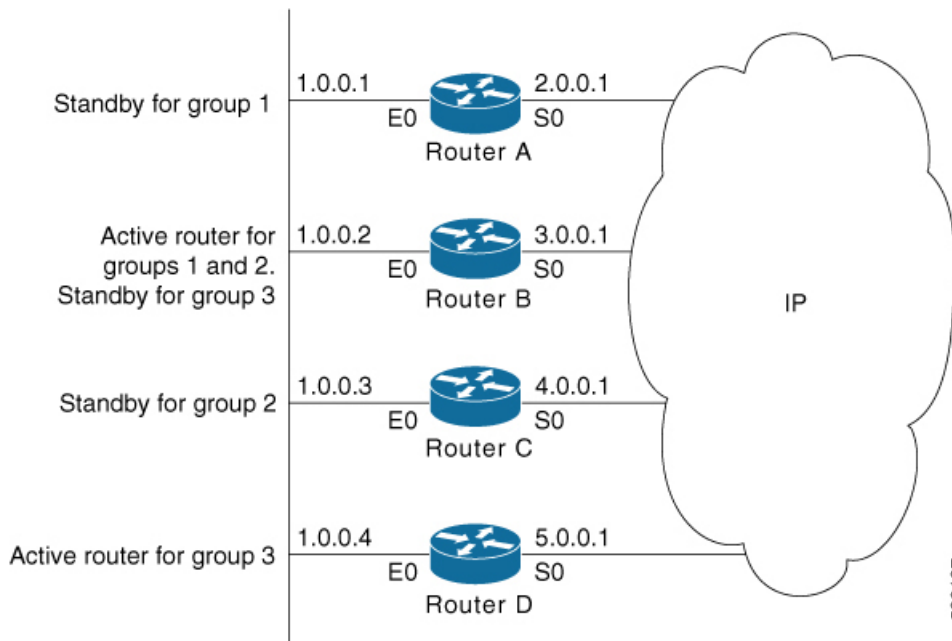 Standby for group 1
1.0.0.1
2.0.0.1
E0
S0
Router A
Active router for
groups 1 and 2.
Standby for group 3
1.0.0.2
3.0.0.1
E0
S0
Router B
IP
Standby for group 2
1.0.0.3
4.0.0.1
E0
S0
Router C
Active router for group 3
1.0.0.4
5.0.0.1
E0
S0
Router D